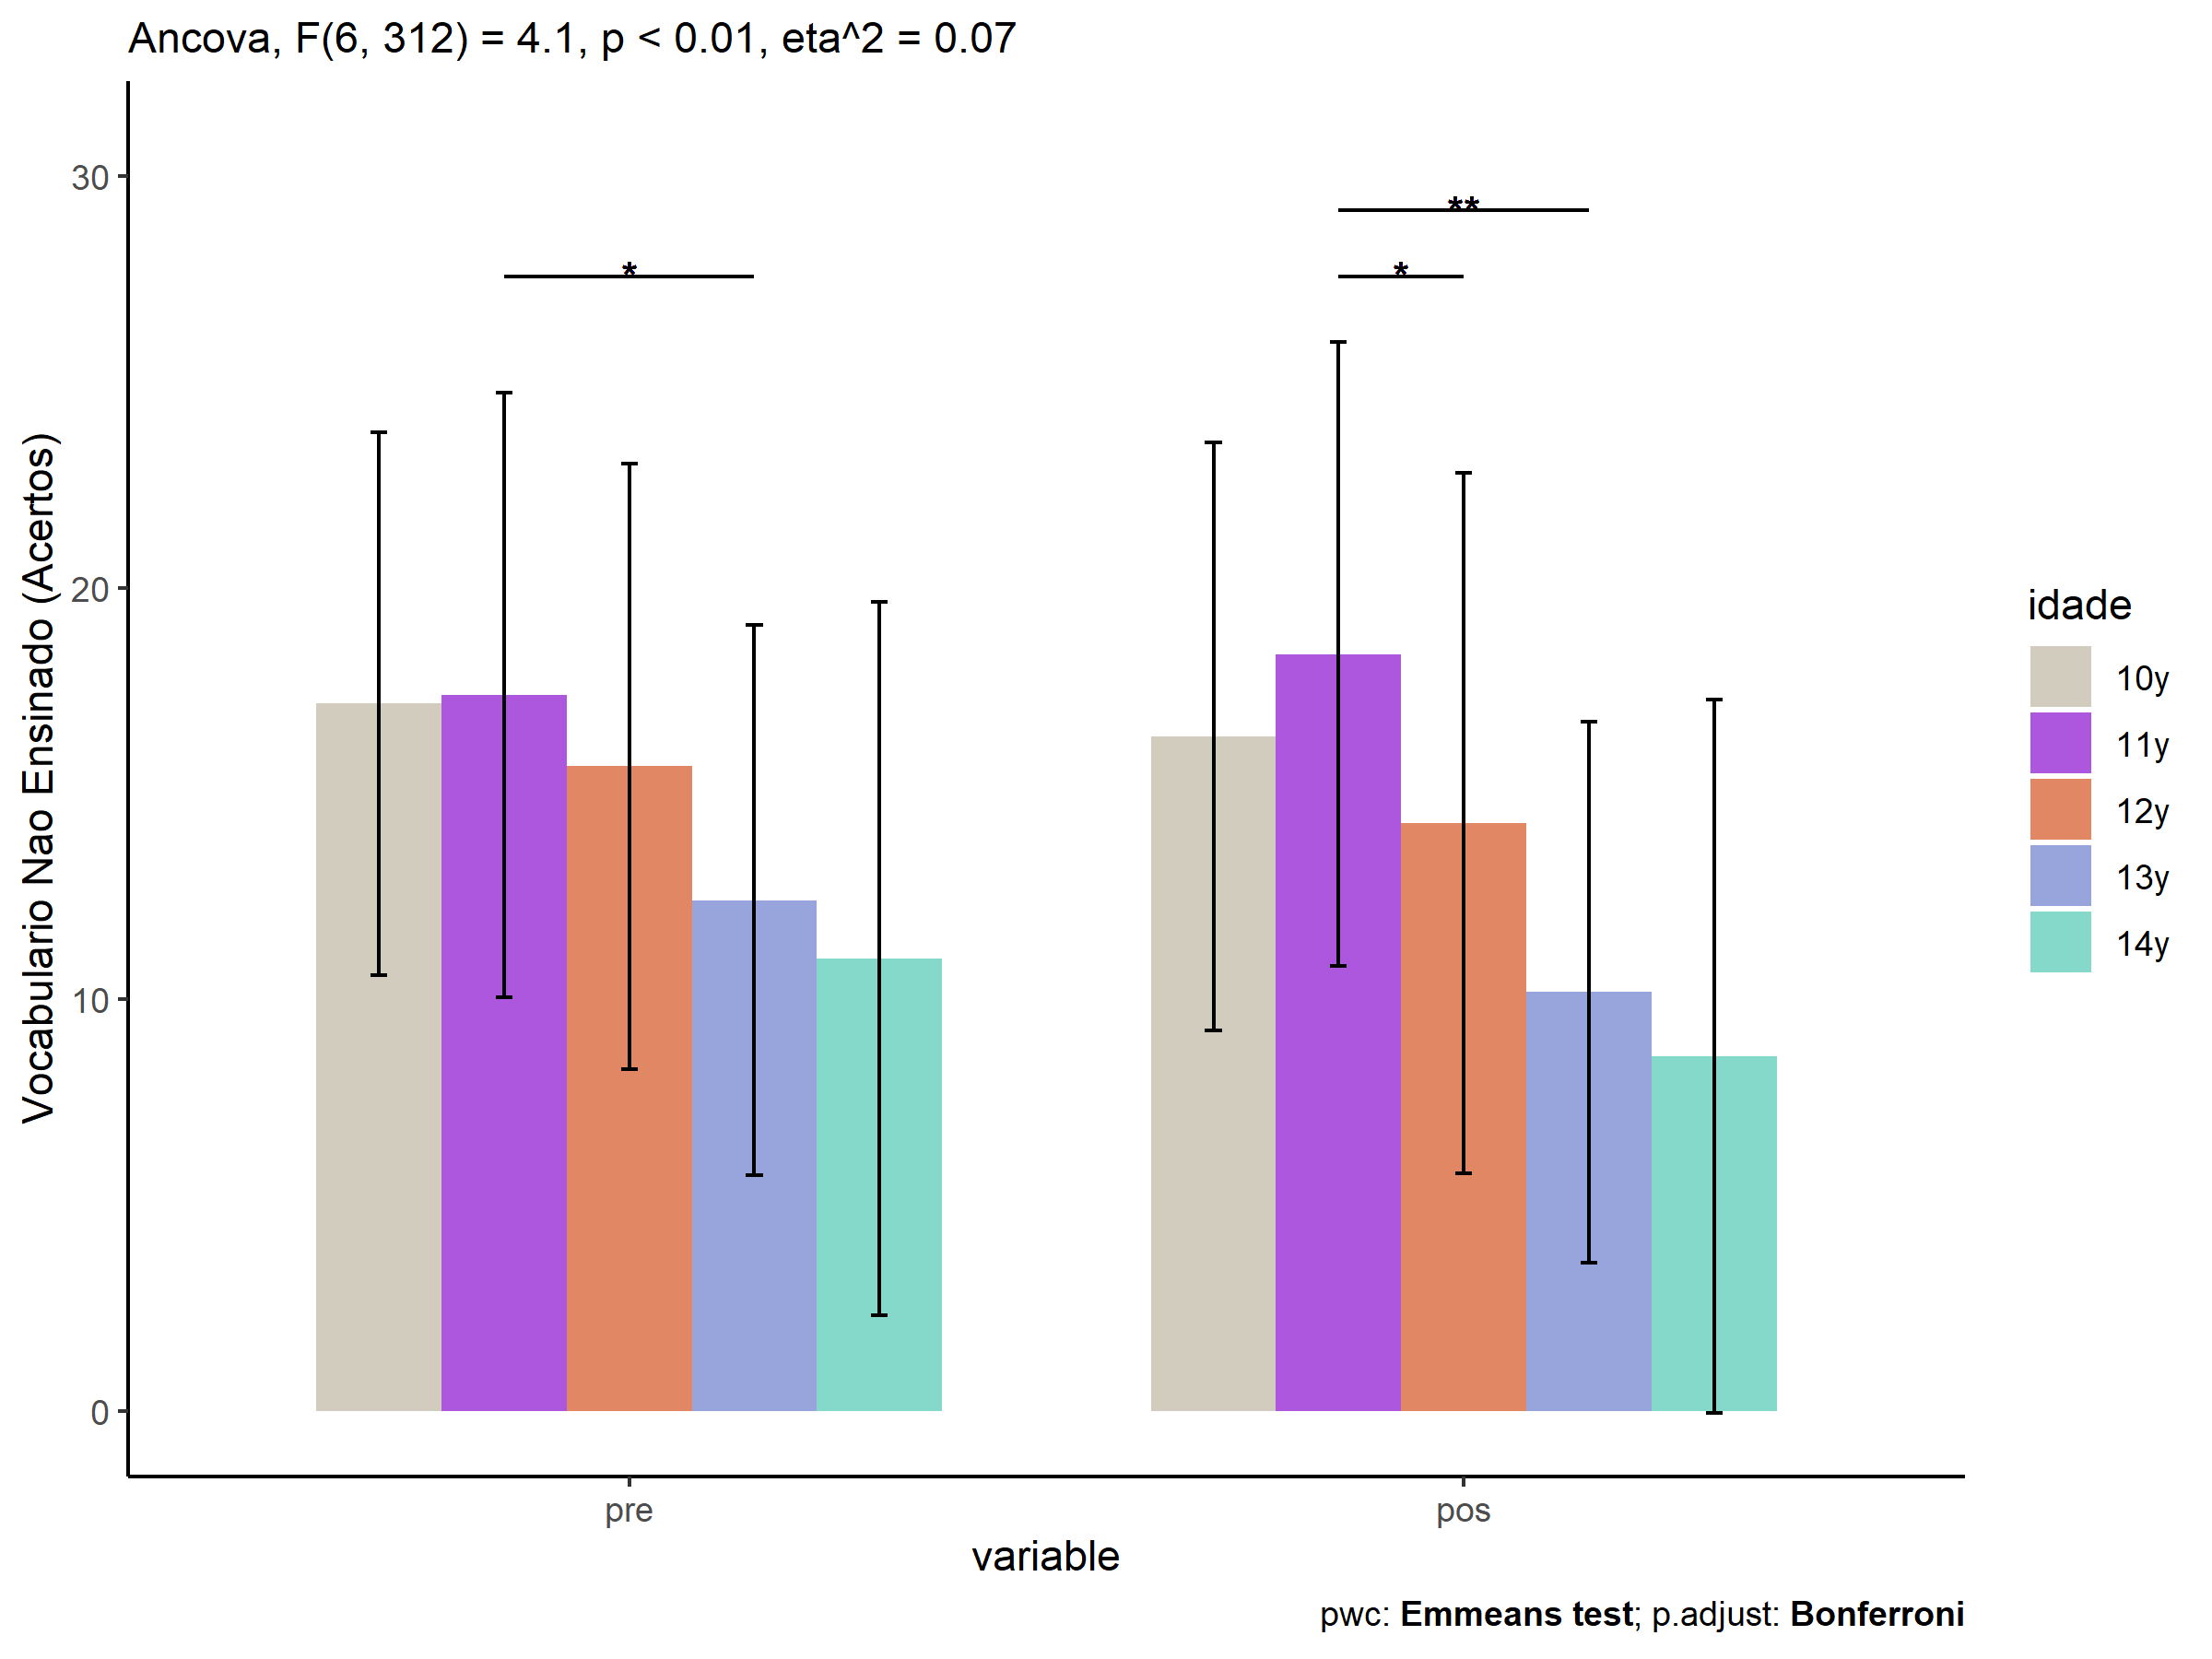 Ancova, F(6, 312) = 4.1, p < 0.01, eta^2 = 0.07
Vocabulario Nao Ensinado (Acertos)
30
20
10
0
*
**
*
pre
pos
variable
idade
10y
11y
12y
13y
14y
pwc: Emmeans test; p.adjust: Bonferroni